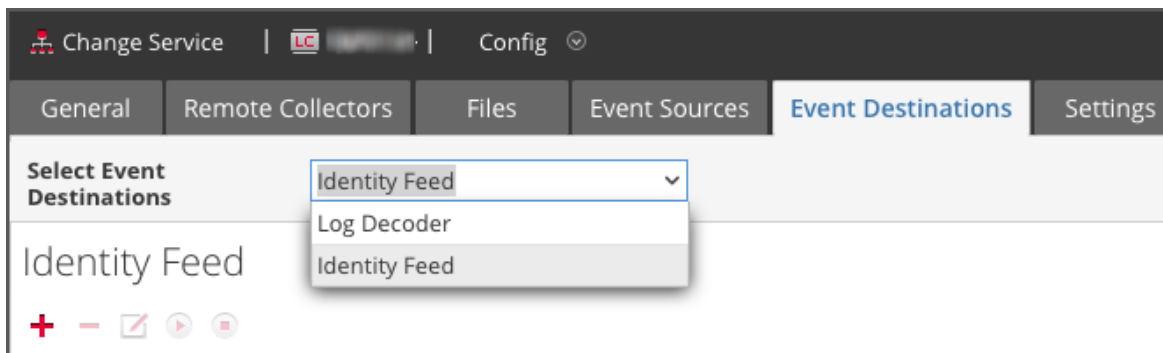 Change Service | LC | Config
General Remote Collectors Files Event Sources Event Destinations Settings
Select Event
Destinations
Identity Feed
Log Decoder
Identity Feed
Identity Feed